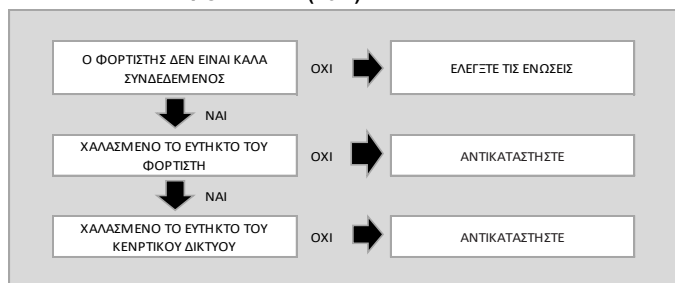 Ο ΦΟΡΤΙΣΤΗΣ ΔΕΝ ΕΙΝΑΙ ΚΑΛΑ
ΣΥΝΔΕΔΕΜΕΝΟΣ
ΟΧΙ
ΕΛΕΓΞΤΕ ΤΙΣ ΕΝΩΣΕΙΣ
ΝΑΙ
ΧΑΛΑΣΜΕΝΟ ΤΟ ΕΥΤΗΚΤΟ ΤΟΥ
ΦΟΡΤΙΣΤΗ
ΟΧΙ
ΑΝΤΙΚΑΤΑΣΤΗΣΤΕ
ΝΑΙ
ΧΑΛΑΣΜΕΝΟ ΤΟ ΕΥΤΗΚΤΟ ΤΟΥ
ΚΕΝΡΤΙΚΟΥ ΔΙΚΤΥΟΥ
ΟΧΙ
ΑΝΤΙΚΑΤΑΣΤΗΣΤΕ